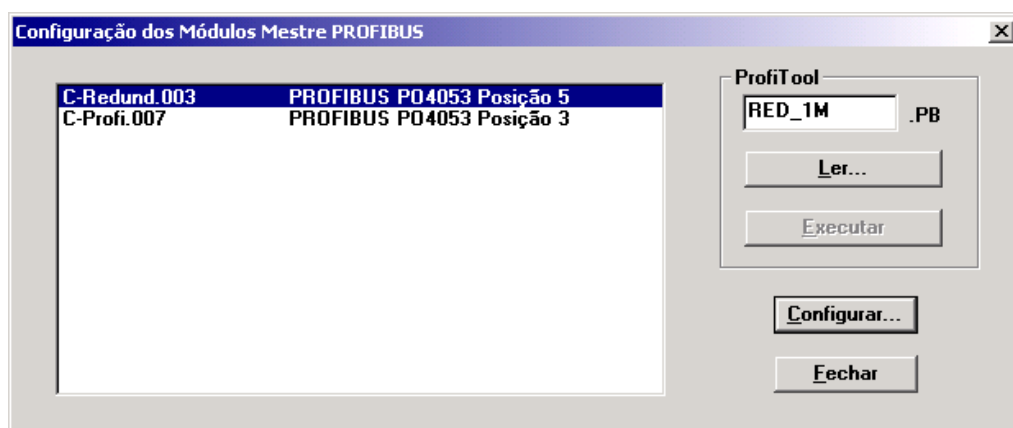 Configuração dos Módulos Mestre PROFIBUS
C-Redund.003 PROFIBUS PO4053 Posição 5
C-Profi.007 PROFIBUS PO4053 Posição 3
ProfiTool
RED_1M .PB
Ler...
Executar
Configurar...
Fechar